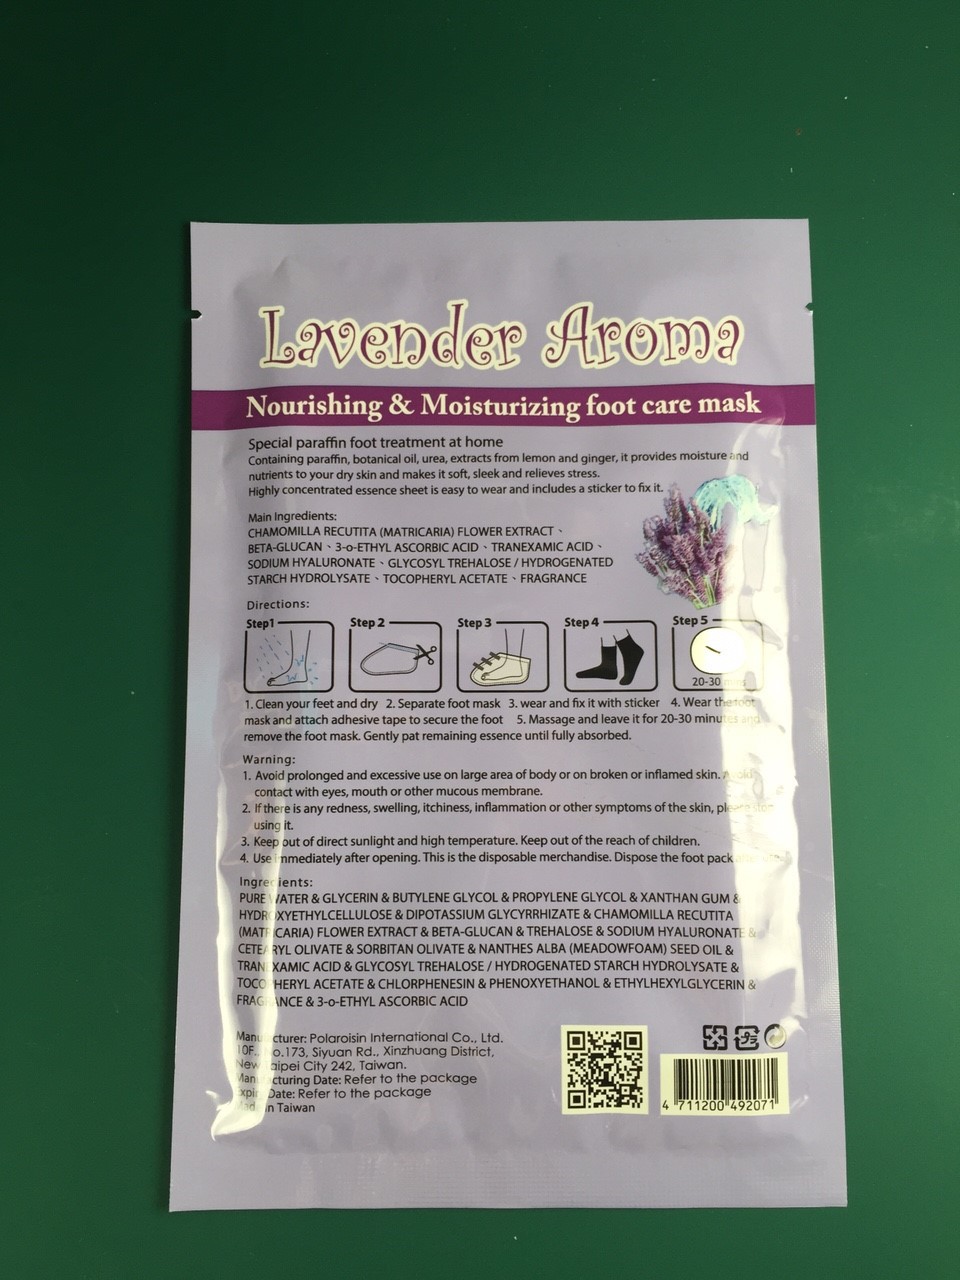 Lavender Aroma
Nourishing & Moisturizing foot care mask
Special paraffin foot treatment at home
Containing paraffin, botanical oil, urea, extracts from lemon and ginger, it provides moisture and
nutrients to your dry skin and makes it soft, sleek and relieves stress.
Highly concentrated essence sheet is easy to wear and includes a sticker to fix it.
Main Ingredients:
CHAMOMILLA RECUTITA (MATRICARIA) FLOWER EXTRACT、
BETA-GLUCAN、3-o-ETHYL ASCORBIC ACID、TRANEXAMIC ACID、
SODIUM HYALURONATE、GLYCOSYL TREHALOSE / HYDROGENATED
STARCH HYDROLYSATE、TOCOPHERYL ACETATE、FRAGRANCE
Directions:
Step1 Step 2 Step 3 Step 4 Step 5
20-30 mins
1. Clean your feet and dry 2. Separate foot mask 3. wear and fix it with sticker 4. Wear the foot
mask and attach adhesive tape to secure the foot 5. Massage and leave it for 20-30 minutes and
remove the foot mask. Gently pat remaining essence until fully absorbed.
Warning:
1. Avoid prolonged and excessive use on large area of body or on broken or inflamed skin. Avoid
contact with eyes, mouth or other mucous membrane.
2. If there is any redness, swelling, itchiness, inflammation or other symptoms of the skin, please stop
using it.
3. Keep out of direct sunlight and high temperature. Keep out of the reach of children.
4. Use immediately after opening. This is the disposable merchandise. Dispose the foot pack after use.
Ingredients:
PURE WATER & GLYCERIN & BUTYLENE GLYCOL & PROPYLENE GLYCOL & XANTHAN GUM &
HYDROXYETHYLCELLULOSE & DIPOTASSIUM GLYCYRRHIZATE & CHAMOMILLA RECUTITA
(MATRICARIA) FLOWER EXTRACT & BETA-GLUCAN & TREHALOSE & SODIUM HYALURONATE &
CETEARYL OLIVATE & SORBITAN OLIVATE & NANTHES ALBA (MEADOWFOAM) SEED OIL &
TRANEXAMIC ACID & GLYCOSYL TREHALOSE / HYDROGENATED STARCH HYDROLYSATE &
TOCOPHERYL ACETATE & CHLORPHENESIN & PHENOXYETHANOL & ETHYLHEXYLGLYCERIN &
FRAGRANCE & 3-o-ETHYL ASCORBIC ACID
Manufacturer: Polaroisin International Co., Ltd.
10F., No.173, Siyuan Rd., Xinzhuang District,
New Taipei City 242, Taiwan.
Manufacturing Date: Refer to the package
Expiry Date: Refer to the package
Made in Taiwan
4 711200 492071